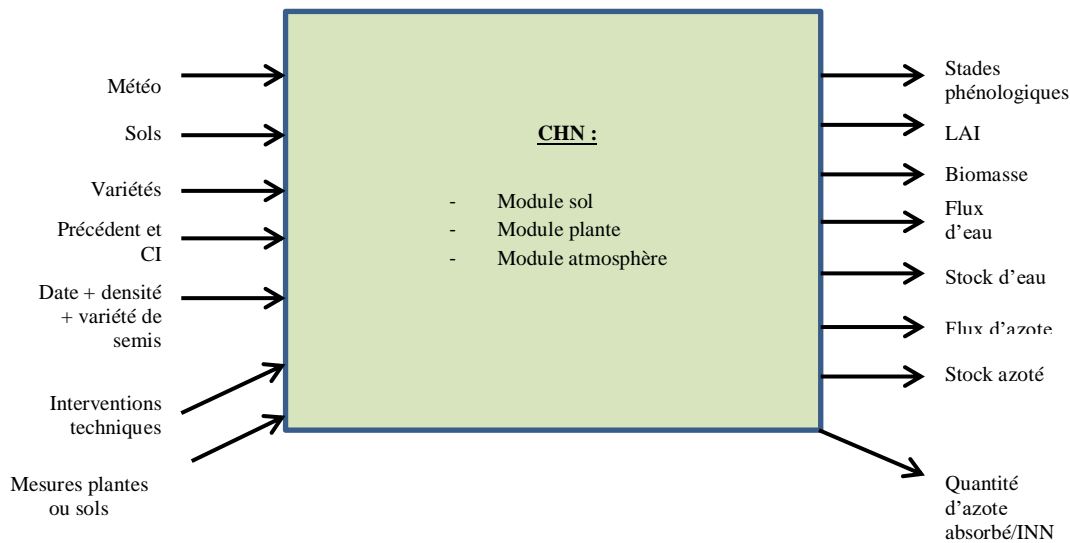 Météo
Sols
Variétés
Précédent et
CI
Date + densité
+ variété de
semis
Interventions
techniques
Mesures plantes
ou sols
CHN :
- Module sol
- Module plante
- Module atmosphère
Stades
phénologiques
LAI
Biomasse
Flux
d’eau
Stock d’eau
Flux d’azote
Stock azoté
Quantité
d’azote
absorbé/INN